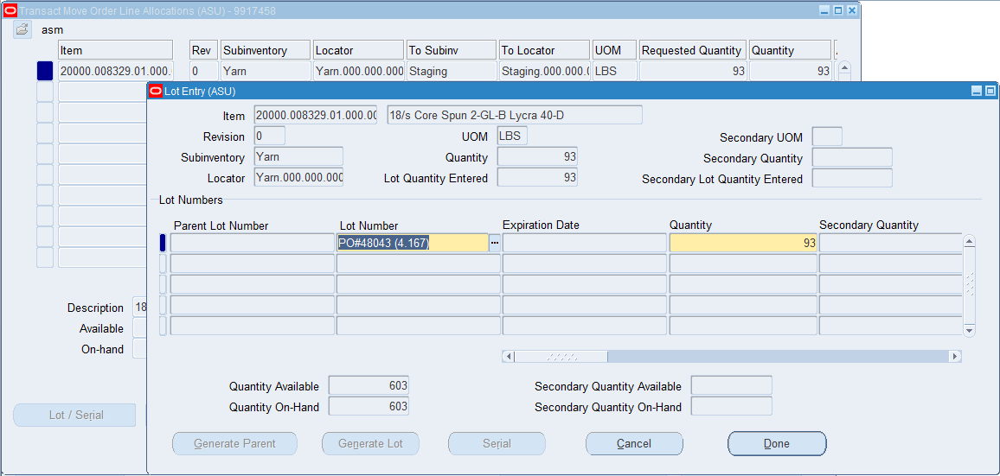 Transact Move Order Line Allocations (ASU) - 9917458
asm
Item Rev Subinventory Locator To Subinv To Locator UOM Requested Quantity Quantity
20000.008329.01.000. 0 Yarn Yarn.000.000.000 Staging Staging.000.000.0 LBS 93 93
Lot Entry (ASU)
Item 20000.008329.01.000.00 18/s Core Spun 2-GL-B Lycra 40-D
Revision 0 UOM LBS Secondary UOM
Subinventory Yarn Quantity 93 Secondary Quantity
Locator Yarn.000.000.000 Lot Quantity Entered 93 Secondary Lot Quantity Entered
Lot Numbers
Parent Lot Number Lot Number Expiration Date Quantity Secondary Quantity
PO#48043 (4.167) ... 93
Description 18
Available
On-hand
Quantity Available 603 Secondary Quantity Available
Quantity On-Hand 603 Secondary Quantity On-Hand
Lot / Serial
Generate Parent Generate Lot Serial Cancel Done